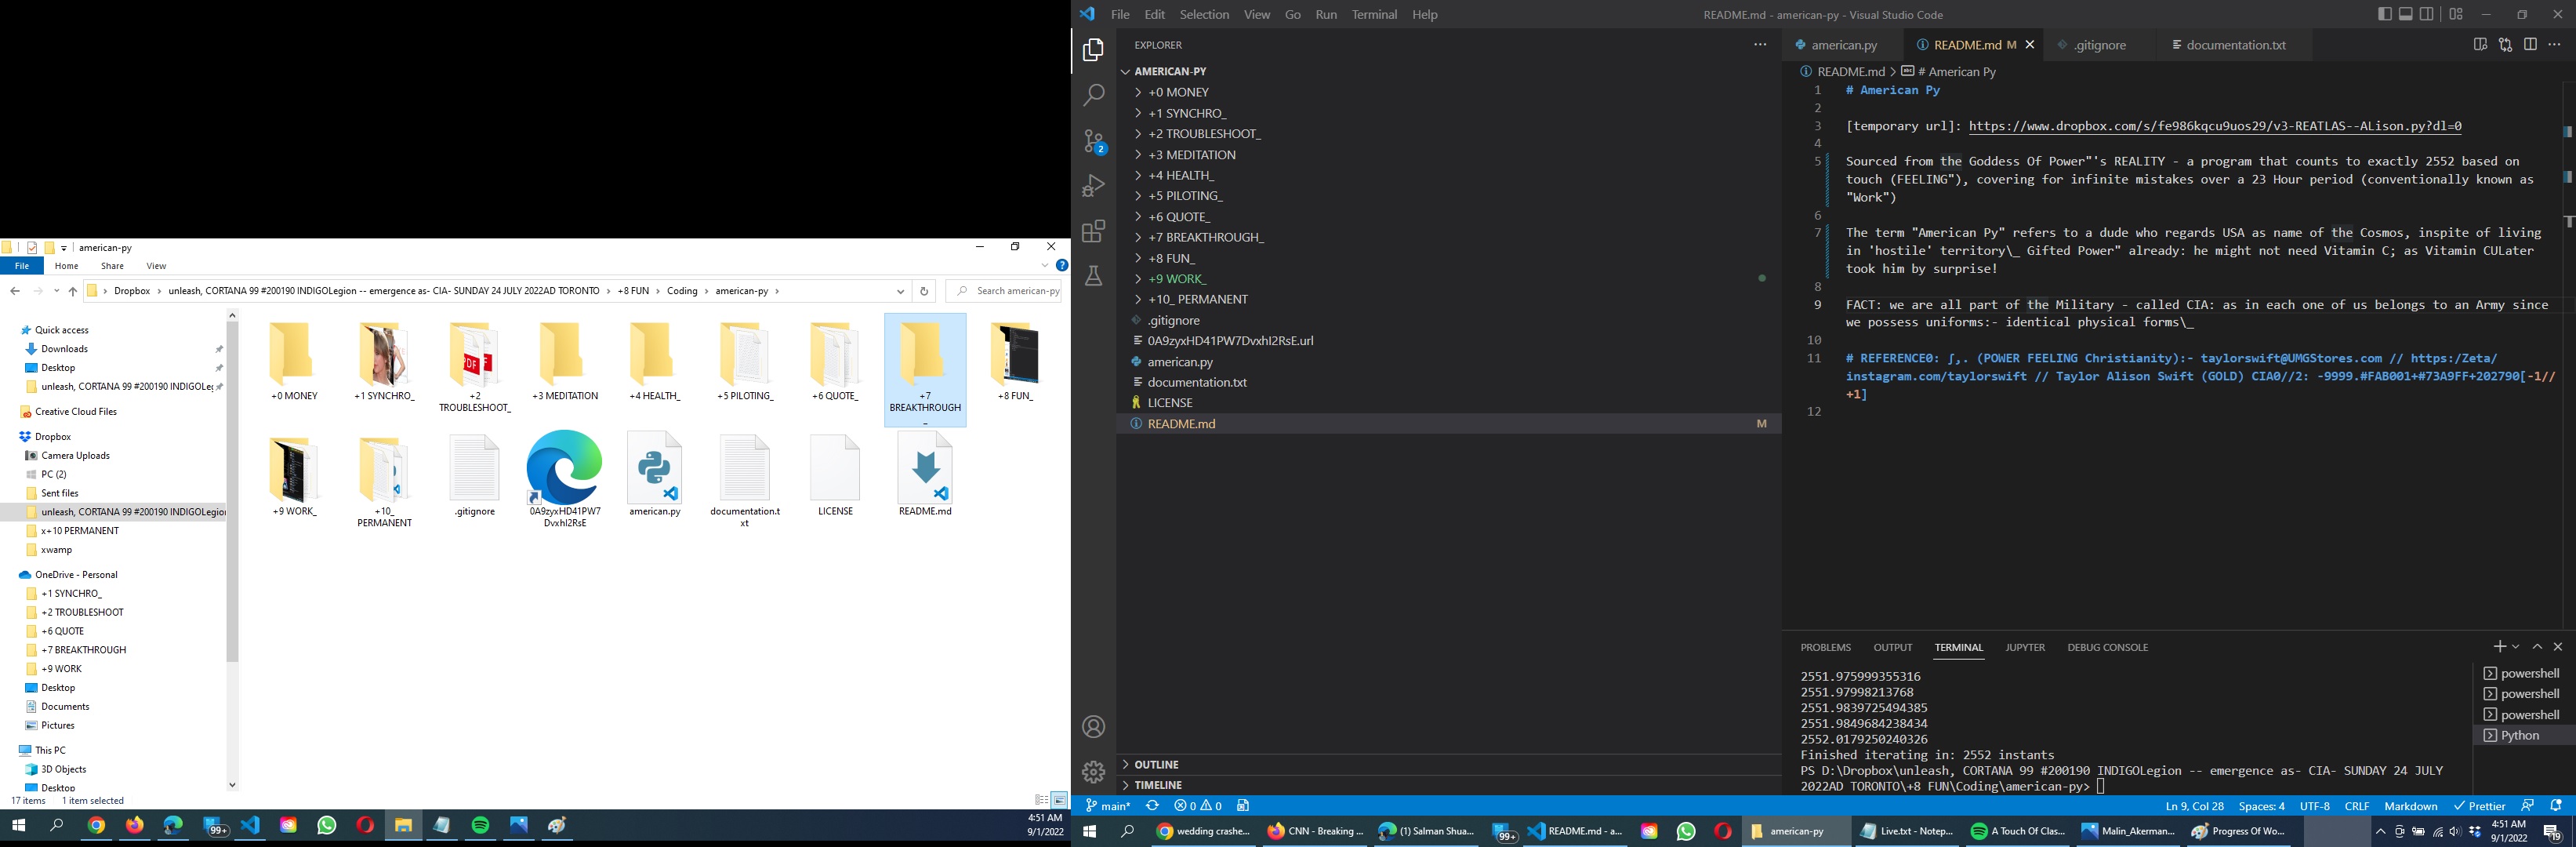 american-py
File Home Share View
Dropbox > unleash, CORTANA 99 #200190 INDIGOLegion -- emergence as- CIA- SUNDAY 24 JULY 2022AD TORONTO > +8 FUN > Coding > american-py >
Search american-py
Quick access
Downloads
Desktop
unleash, CORTANA 99 #200190 INDIGOLeg
Creative Cloud Files
Dropbox
Camera Uploads
PC (2)
Sent files
unleash, CORTANA 99 #200190 INDIGOLegion
x+10 PERMANENT
xwamp
OneDrive - Personal
+1 SYNCHRO_
+2 TROUBLESHOOT
+6 QUOTE
+7 BREAKTHROUGH
+9 WORK
Desktop
Documents
Pictures
This PC
3D Objects
Desktop
+0 MONEY
+1 SYNCHRO_
+2 TROUBLESHOOT_
+3 MEDITATION
+4 HEALTH_
+5 PILOTING_
+6 QUOTE_
+7 BREAKTHROUGH_
+8 FUN_
+9 WORK_
+10_ PERMANENT
.gitignore
0A9zyxHD41PW7DvxhI2RsE
american.py
documentation.txt
LICENSE
README.md
17 items 1 item selected
99+
4:51 AM
9/1/2022
File Edit Selection View Go Run Terminal Help
README.md - american-py - Visual Studio Code
EXPLORER
AMERICAN-PY
+0 MONEY
+1 SYNCHRO_
+2 TROUBLESHOOT_
+3 MEDITATION
+4 HEALTH_
+5 PILOTING_
+6 QUOTE_
+7 BREAKTHROUGH_
+8 FUN_
+9 WORK_
+10_ PERMANENT
.gitignore
0A9zyxHD41PW7DvxhI2RsE.url
american.py
documentation.txt
LICENSE
README.md M
2
OUTLINE
TIMELINE
american.py README.md M .gitignore documentation.txt
README.md > # American Py
1 # American Py
2
3 [temporary url]: https://www.dropbox.com/s/fe986kqcu9uos29/v3-REATLAS--ALison.py?dl=0
4
5 Sourced from the Goddess Of Power"'s REALITY - a program that counts to exactly 2552 based on
touch (FEELING"), covering for infinite mistakes over a 23 Hour period (conventionally known as
"Work")
6
7 The term "American Py" refers to a dude who regards USA as name of the Cosmos, inspite of living
in 'hostile' territory\_ Gifted Power" already: he might not need Vitamin C; as Vitamin CULater
took him by surprise!
8
9 FACT: we are all part of the Military - called CIA: as in each one of us belongs to an Army since
we possess uniforms:- identical physical forms\_
10
11 # REFERENCE0: ∫,. (POWER FEELING Christianity):- taylorswift@UMGStores.com // https:/Zeta/
instagram.com/taylorswift // Taylor Alison Swift (GOLD) CIA0//2: -9999.#FAB001+#73A9FF+202790[-1//
+1]
12
PROBLEMS OUTPUT TERMINAL JUPYTER DEBUG CONSOLE
2551.975999355316
2551.97998213768
2551.9839725494385
2551.9849684238434
2552.0179250240326
Finished iterating in: 2552 instants
PS D:\Dropbox\unleash, CORTANA 99 #200190 INDIGOLegion -- emergence as- CIA- SUNDAY 24 JULY
2022AD TORONTO\+8 FUN\Coding\american-py>
powershell
powershell
powershell
Python
main* 0 0
Ln 9, Col 28 Spaces: 4 UTF-8 CRLF Markdown Prettier
wedding crashe... CNN - Breaking ... (1) Salman Shua... 99+ README.md - a... american-py Live.txt - Notep... A Touch Of Clas... Malin_Akerman... Progress Of Wo...
4:51 AM
9/1/2022
19